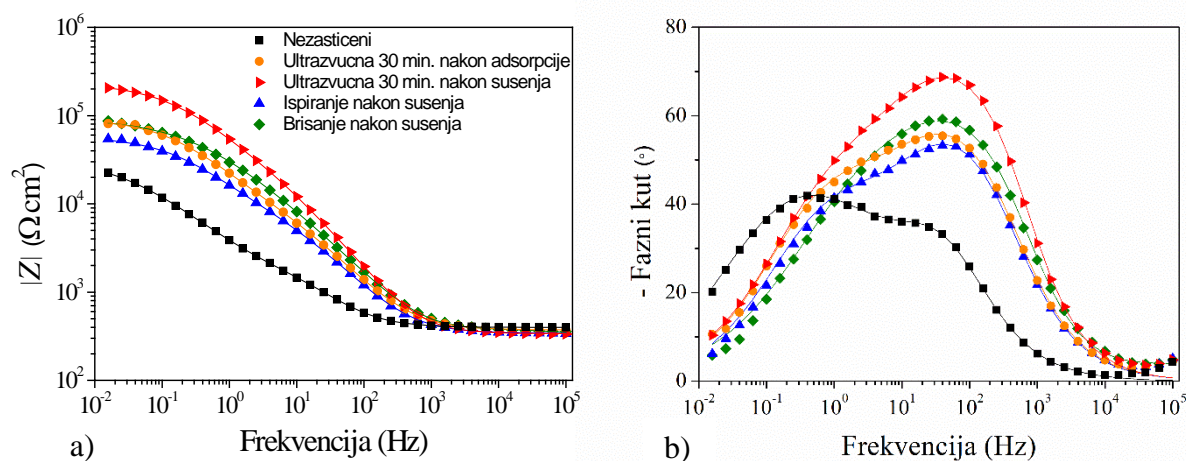 10^6
10^5
10^4
10^3
10^2
|Z| (Ωcm²)
Nezasticeni
Ultrazvucna 30 min. nakon adsorpcije
Ultrazvucna 30 min. nakon susenja
Ispiranje nakon susenja
Brisanje nakon susenja
10^-2 10^-1 10^0 10^1 10^2 10^3 10^4 10^5
Frekvencija (Hz)
a)
80
60
40
20
0
- Fazni kut (°)
10^-2 10^-1 10^0 10^1 10^2 10^3 10^4 10^5
Frekvencija (Hz)
b)